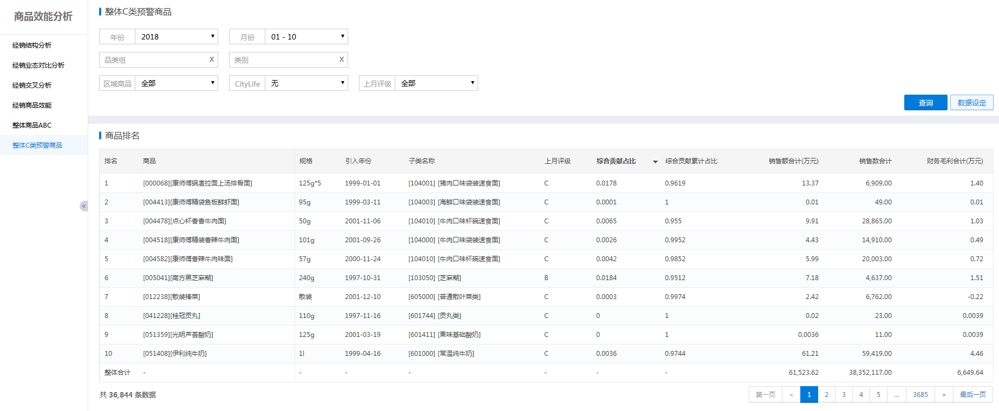 商品效能分析
经销结构分析
经销业态对比分析
经销交叉分析
经销商品效能
整体商品ABC
整体C类预警商品
整体C类预警商品
年份 2018 月份 01 - 10
品类组 X 类别 X
区域商品 全部 CityLife 无 上月评级 全部
查询 数据设定
商品排名
排名 商品 规格 引入年份 子类名称 上月评级 综合贡献占比 综合贡献累计占比 销售额合计(万元) 销售数合计 财务毛利合计(万元)
1 [000068][康师傅锅煮拉面上汤排骨面] 125g*5 1999-01-01 [104001] [猪肉口味袋装速食面] C 0.0178 0.9619 13.37 6,909.00 1.40
2 [004413][康师傅精袋鱼板鲜虾面] 95g 1999-03-11 [104003] [海鲜口味袋装速食面] C 0.0001 1 0.01 49.00 0.01
3 [004478][点心杯香香牛肉面] 50g 2001-11-06 [104010] [牛肉口味杯碗速食面] C 0.0065 0.955 9.91 28,865.00 1.03
4 [004518][康师傅精装香辣牛肉面] 101g 2001-09-26 [104000] [牛肉口味袋装速食面] C 0.0026 0.9952 4.43 14,910.00 0.49
5 [004582][康师傅香辣牛肉味面] 57g 2000-11-24 [104010] [牛肉口味杯碗速食面] C 0.0042 0.9852 5.99 20,003.00 0.72
6 [005041][南方黑芝麻糊] 240g 1997-10-31 [103050] [芝麻糊] B 0.0184 0.9512 7.18 4,637.00 1.51
7 [012238][散装棒菜] 散装 2001-12-10 [605000] [普通散叶菜类] C 0.0003 0.9974 2.42 6,762.00 -0.22
8 [041228][桂冠贡丸] 110g 1997-11-16 [601744] [贡丸类] C 0 1 0.02 23.00 0.0039
9 [051359][光明芦荟酸奶] 125g 2001-03-19 [601411] [果味基础酸奶] C 0 1 0.0036 11.00 0.0039
10 [051408][伊利纯牛奶] 1l 1999-04-16 [601000] [常温纯牛奶] C 0.0036 0.9744 61.21 59,419.00 4.46
整体合计 - - - - - - - 61,523.62 38,352,117.00 6,649.64
共 36,844 条数据 第一页 < 1 2 3 4 5 ... 3685 > 最后一页